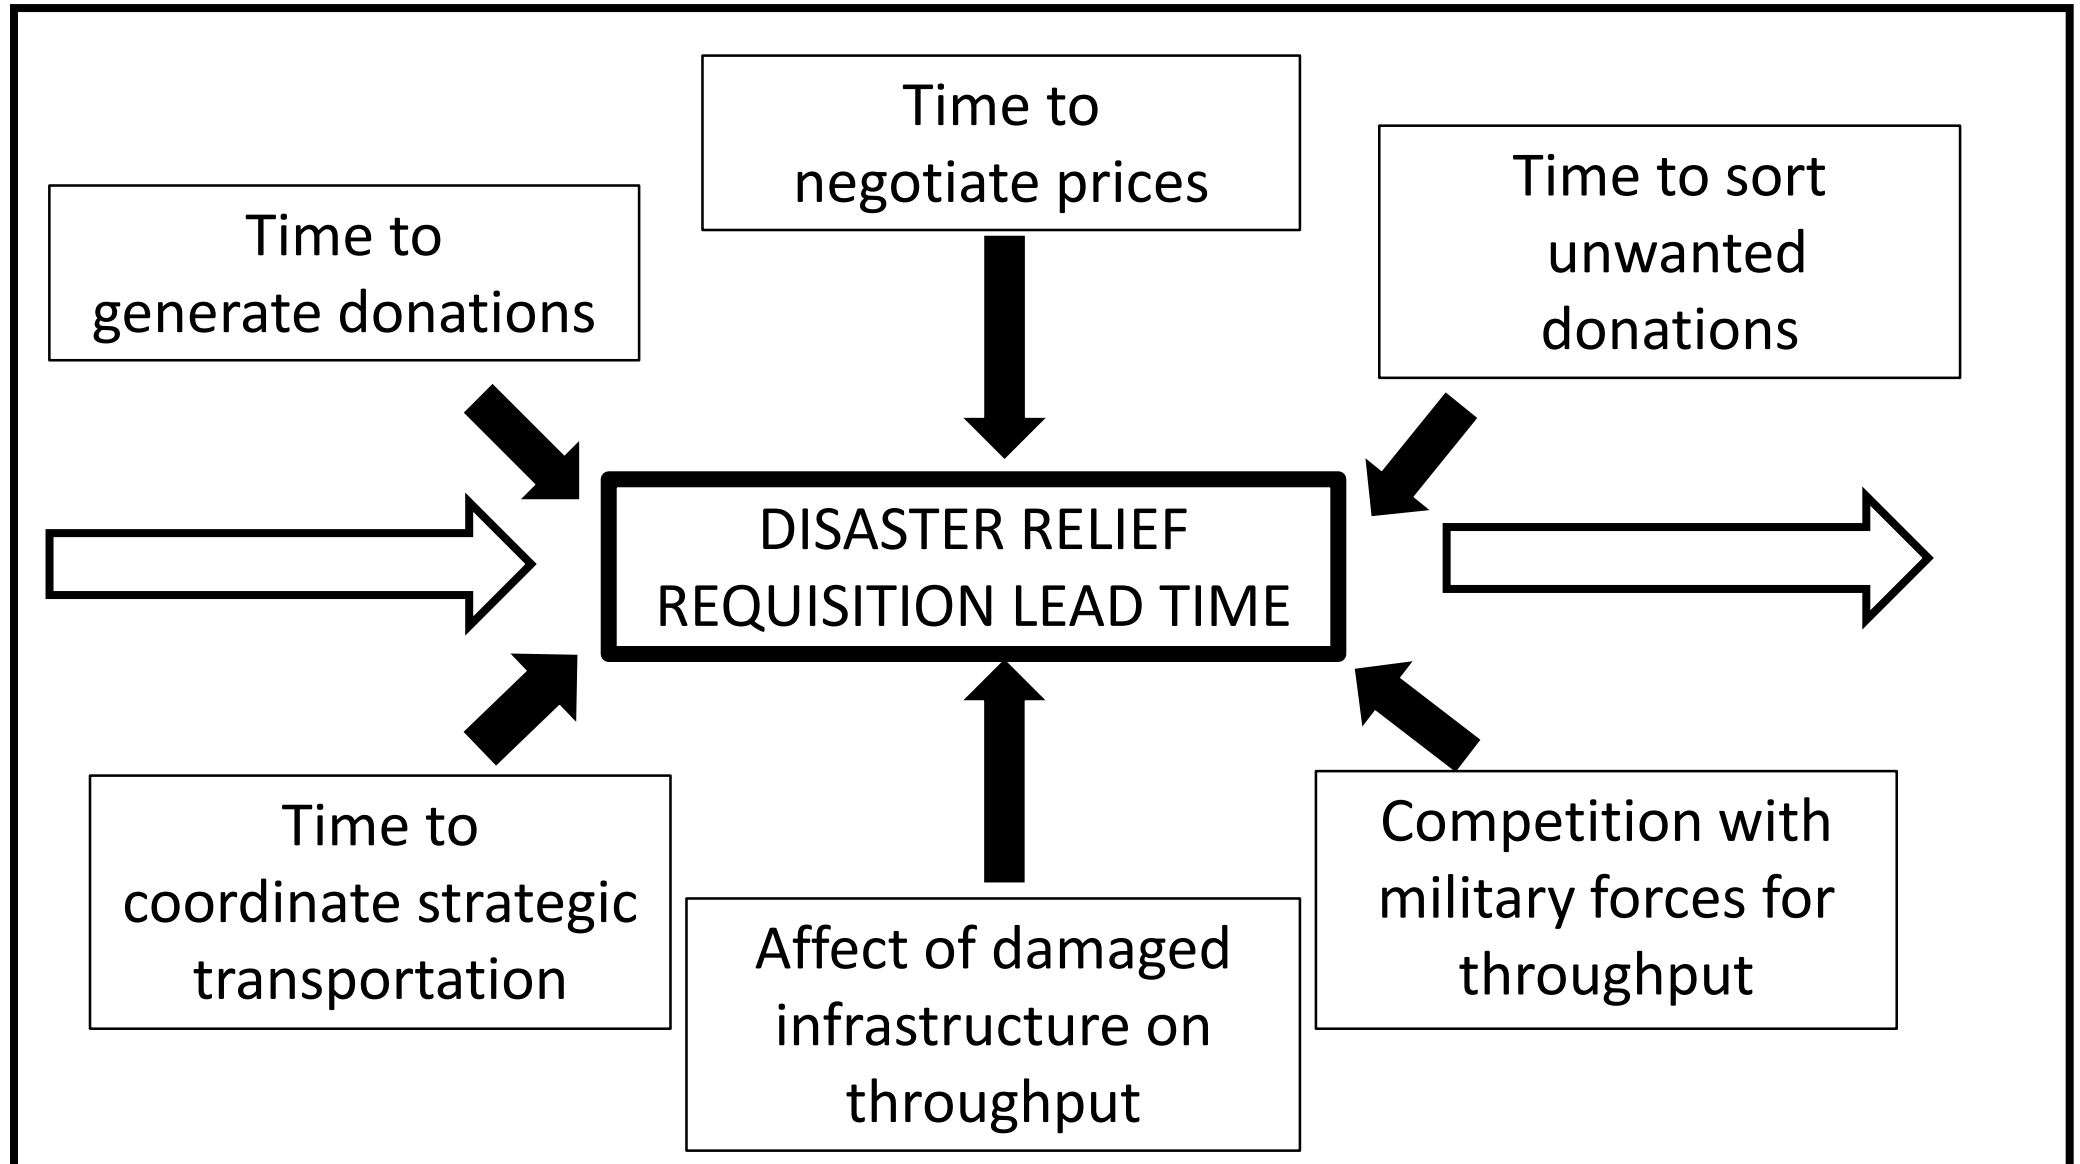 Time to
negotiate prices
Time to sort
unwanted
donations
Time to
generate donations
DISASTER RELIEF
REQUISITION LEAD TIME
Time to
coordinate strategic
transportation
Affect of damaged
infrastructure on
throughput
Competition with
military forces for
throughput